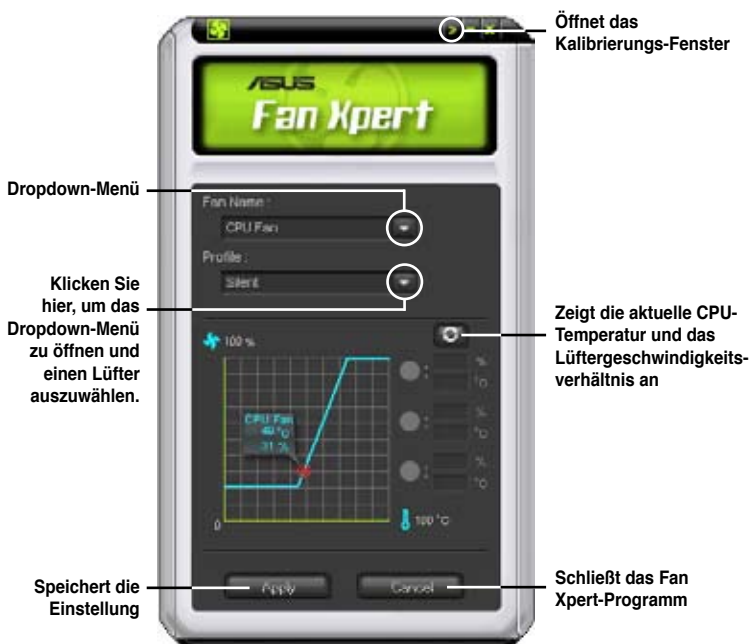 Öffnet das
Kalibrierungs-Fenster
ASUS
Fan Xpert
Dropdown-Menü
Fan Name :
CPU Fan
Profile :
Silent
Klicken Sie
hier, um das
Dropdown-Menü
zu öffnen und
einen Lüfter
auszuwählen.
Zeigt die aktuelle CPU-
Temperatur und das
Lüftergeschwindigkeits-
verhältnis an
100 %
%
°C
CPU Fan
°C
31 %
%
°C
%
°C
0
100 °C
Apply
Cancel
Speichert die
Einstellung
Schließt das Fan
Xpert-Programm